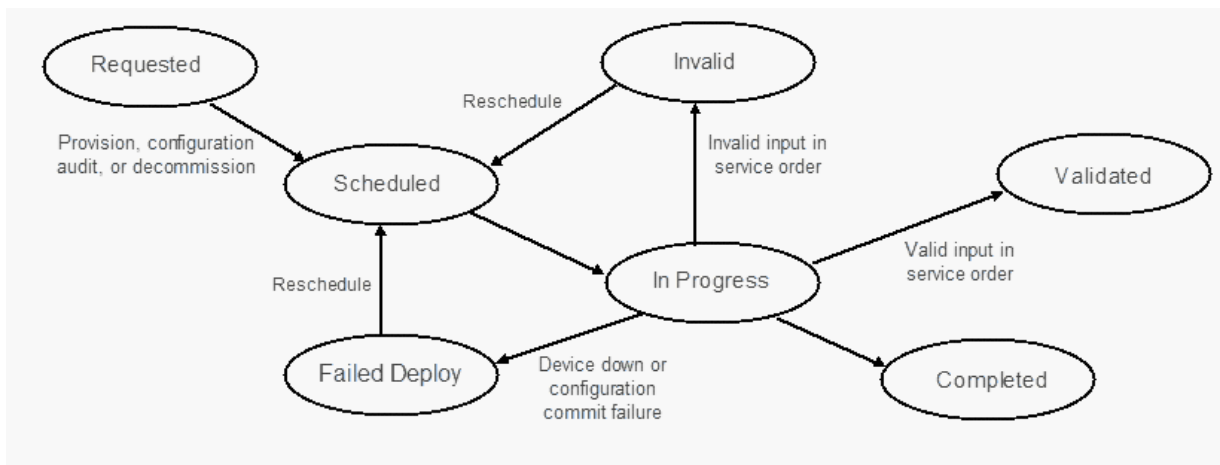 Requested
Invalid
Reschedule
Provision, configuration
audit, or decommission
Invalid input in
service order
Scheduled
Validated
Valid input in
service order
Reschedule
In Progress
Failed Deploy
Device down or
configuration
commit failure
Completed